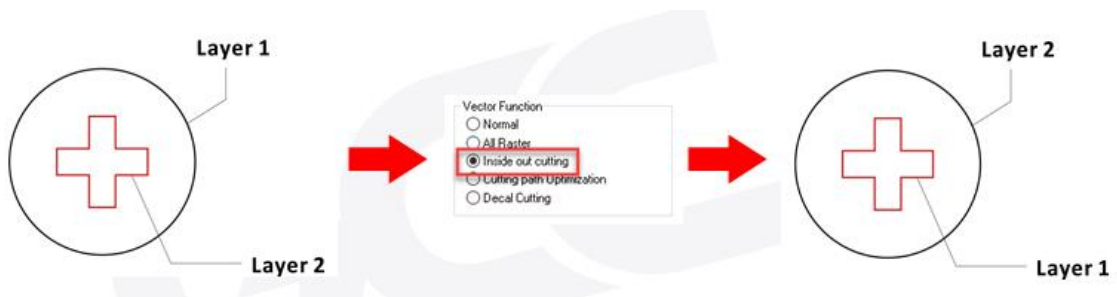 Layer 1
Layer 2
Vector Function
Normal
All Raster
Inside out cutting
Cutting path Optimization
Decal Cutting
Layer 2
Layer 1